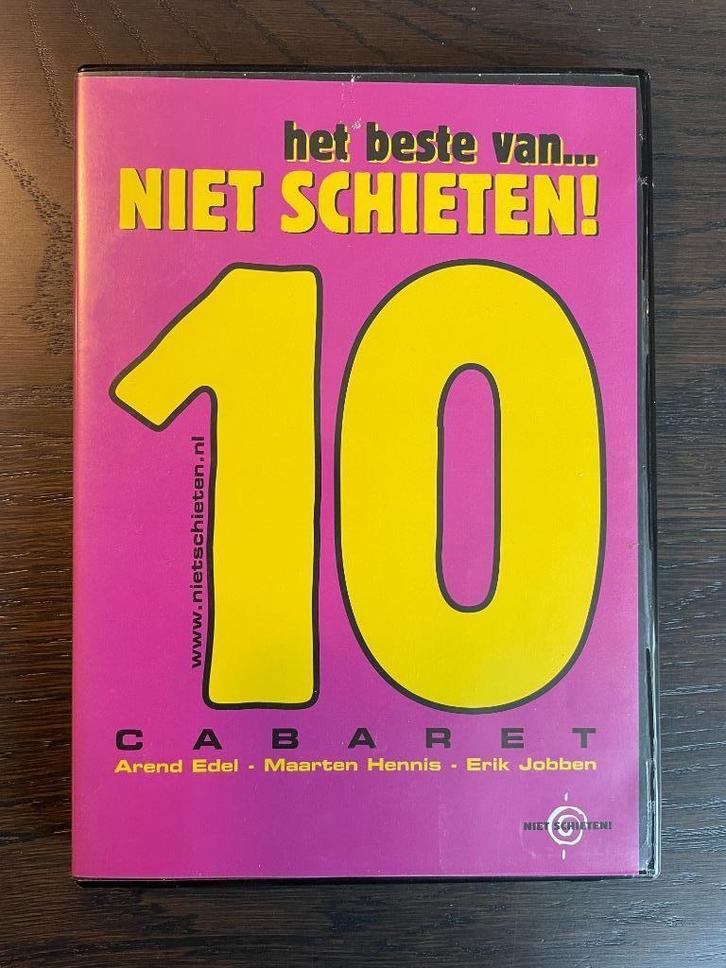 het beste van...
NIET SCHIETEN!
10
www.nietschieten.nl
CABARET
Arend Edel - Maarten Hennis - Erik Jobben
NIET SCHIETEN!